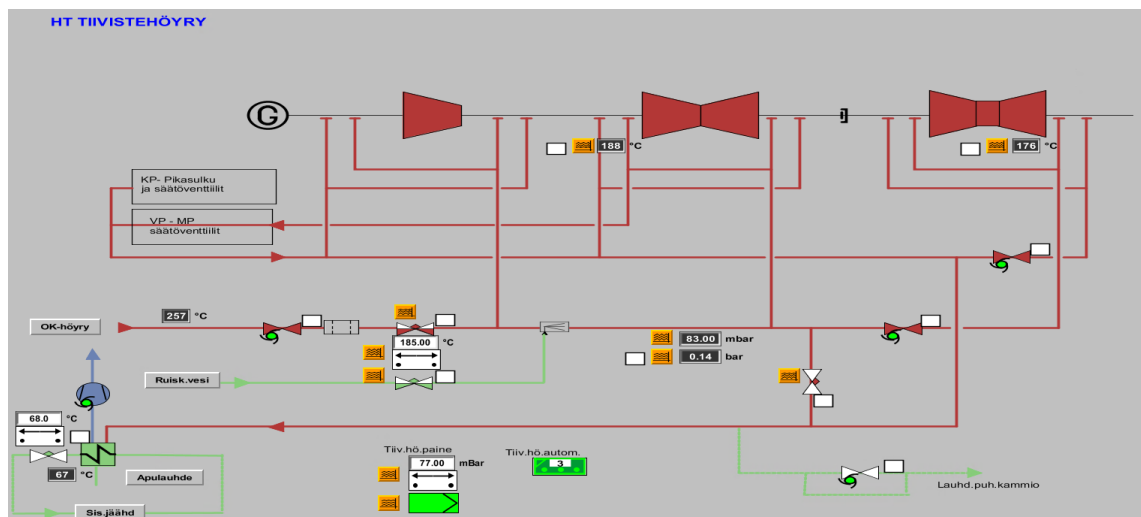 HT TIIVISTEHÖYRY
G
188 °C
176 °C
KP- Pikasulku
ja säätöventtiilit
VP - MP
säätöventtiilit
OK-höyry
257 °C
185.00 °C
83.00 mbar
0.14 bar
Ruisk.vesi
68.0 °C
67 °C
Apulauhde
Sis.jäähd
Tiiv.hö.paine
77.00 mBar
Tiiv.hö.autom.
3
Lauhd.puh.kammio